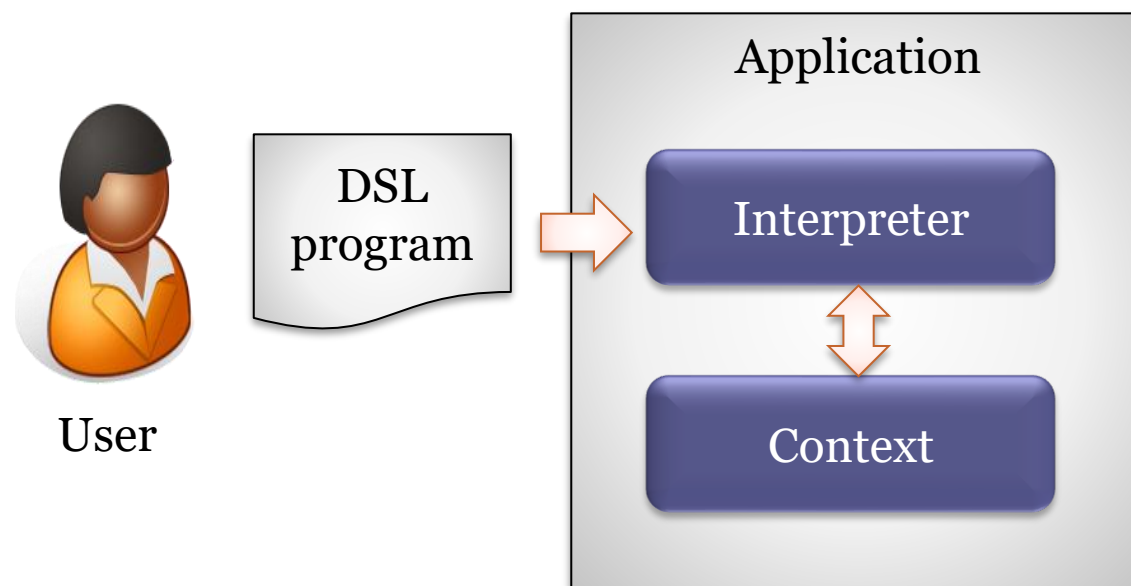 Application
DSL
program
Interpreter
Context
User